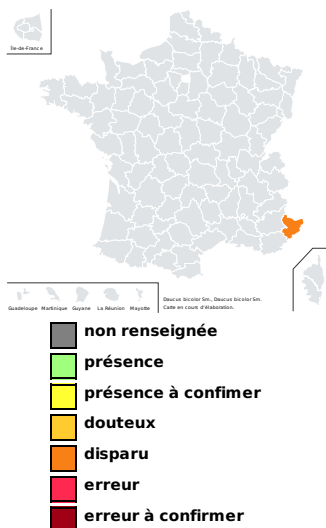 Île-de-France
Guadeloupe Martinique Guyane La Réunion Mayotte
Daucus bicolor Sm., Daucus bicolor Sm.
Carte en cours d'élaboration.
non renseignée
présence
présence à confimer
douteux
disparu
erreur
erreur à confirmer